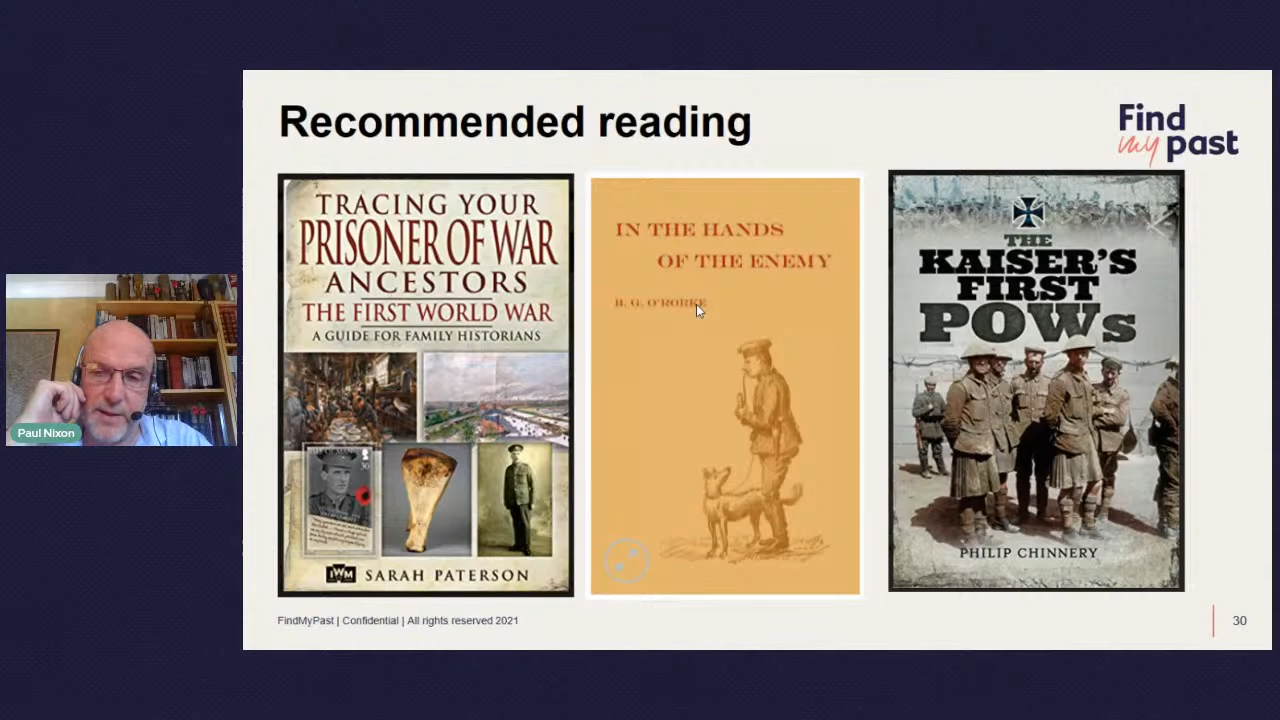 Recommended reading
Find
my past
TRACING YOUR
PRISONER OF WAR
ANCESTORS
THE FIRST WORLD WAR
A GUIDE FOR FAMILY HISTORIANS
IWM SARAH PATERSON
IN THE HANDS
OF THE ENEMY
B. G. O'RORKE
THE
KAISER'S
FIRST
POWs
PHILIP CHINNERY
Paul Nixon
FindMyPast | Confidential | All rights reserved 2021
30